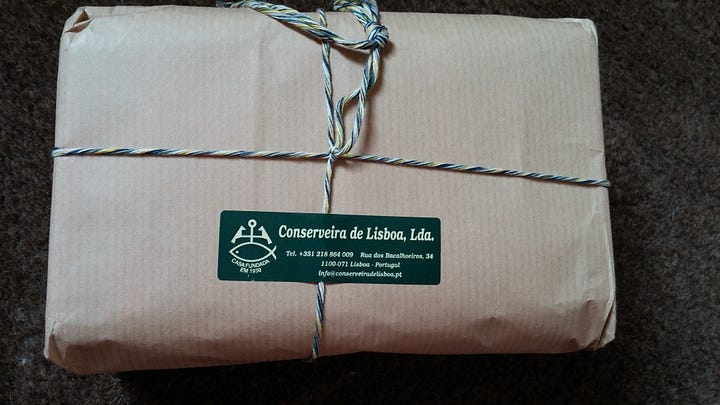 Conserveira de Lisboa, Lda.
Tel. +351 218 864 009 Rua dos Bacalhoeiros, 34
1100-071 Lisboa - Portugal
info@conserveiradelisboa.pt
CASA FUNDADA
EM 1930